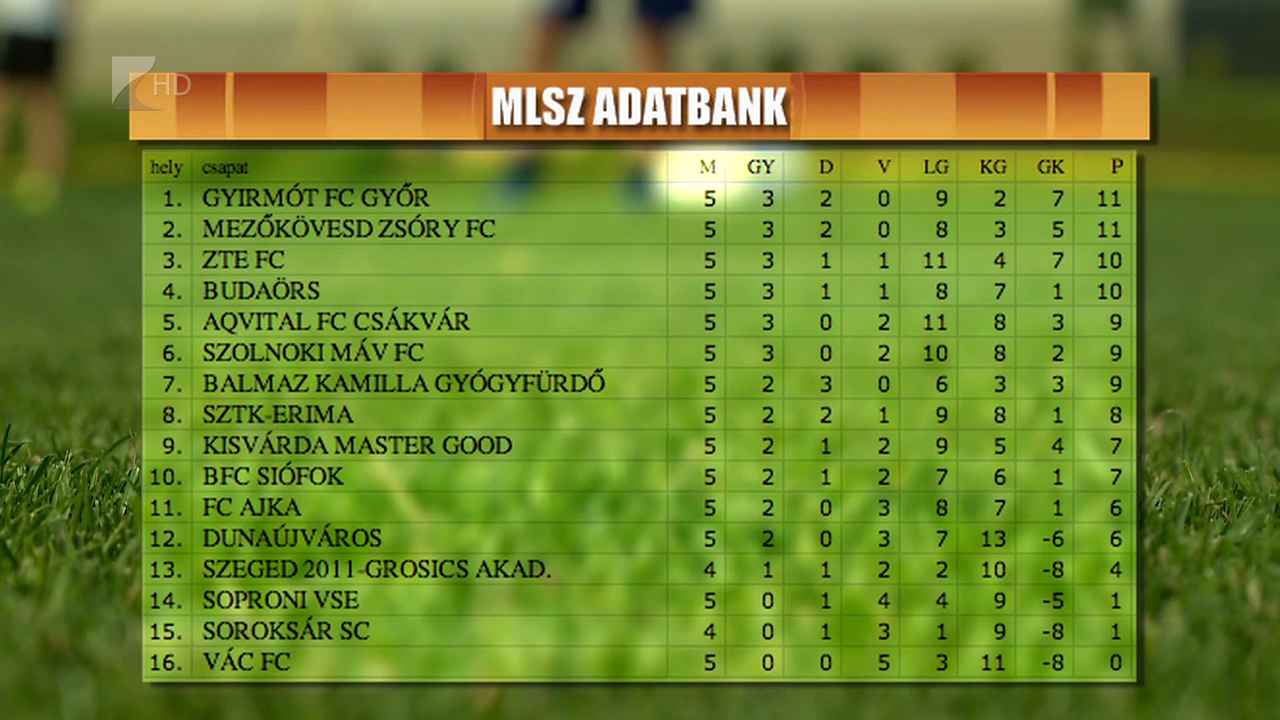 HD
MLSZ ADATBANK
hely csapat M GY D V LG KG GK P
1. GYIRMÓT FC GYŐR 5 3 2 0 9 2 7 11
2. MEZŐKÖVESD ZSÓRY FC 5 3 2 0 8 3 5 11
3. ZTE FC 5 3 1 1 11 4 7 10
4. BUDAÖRS 5 3 1 1 8 7 1 10
5. AQVITAL FC CSÁKVÁR 5 3 0 2 11 8 3 9
6. SZOLNOKI MÁV FC 5 3 0 2 10 8 2 9
7. BALMAZ KAMILLA GYÓGYFÜRDŐ 5 2 3 0 6 3 3 9
8. SZTK-ERIMA 5 2 2 1 9 8 1 8
9. KISVÁRDA MASTER GOOD 5 2 1 2 9 5 4 7
10. BFC SIÓFOK 5 2 1 2 7 6 1 7
11. FC AJKA 5 2 0 3 8 7 1 6
12. DUNAÚJVÁROS 5 2 0 3 7 13 -6 6
13. SZEGED 2011-GROSICS AKAD. 4 1 1 2 2 10 -8 4
14. SOPRONI VSE 5 0 1 4 4 9 -5 1
15. SOROKSÁR SC 4 0 1 3 1 9 -8 1
16. VÁC FC 5 0 0 5 3 11 -8 0